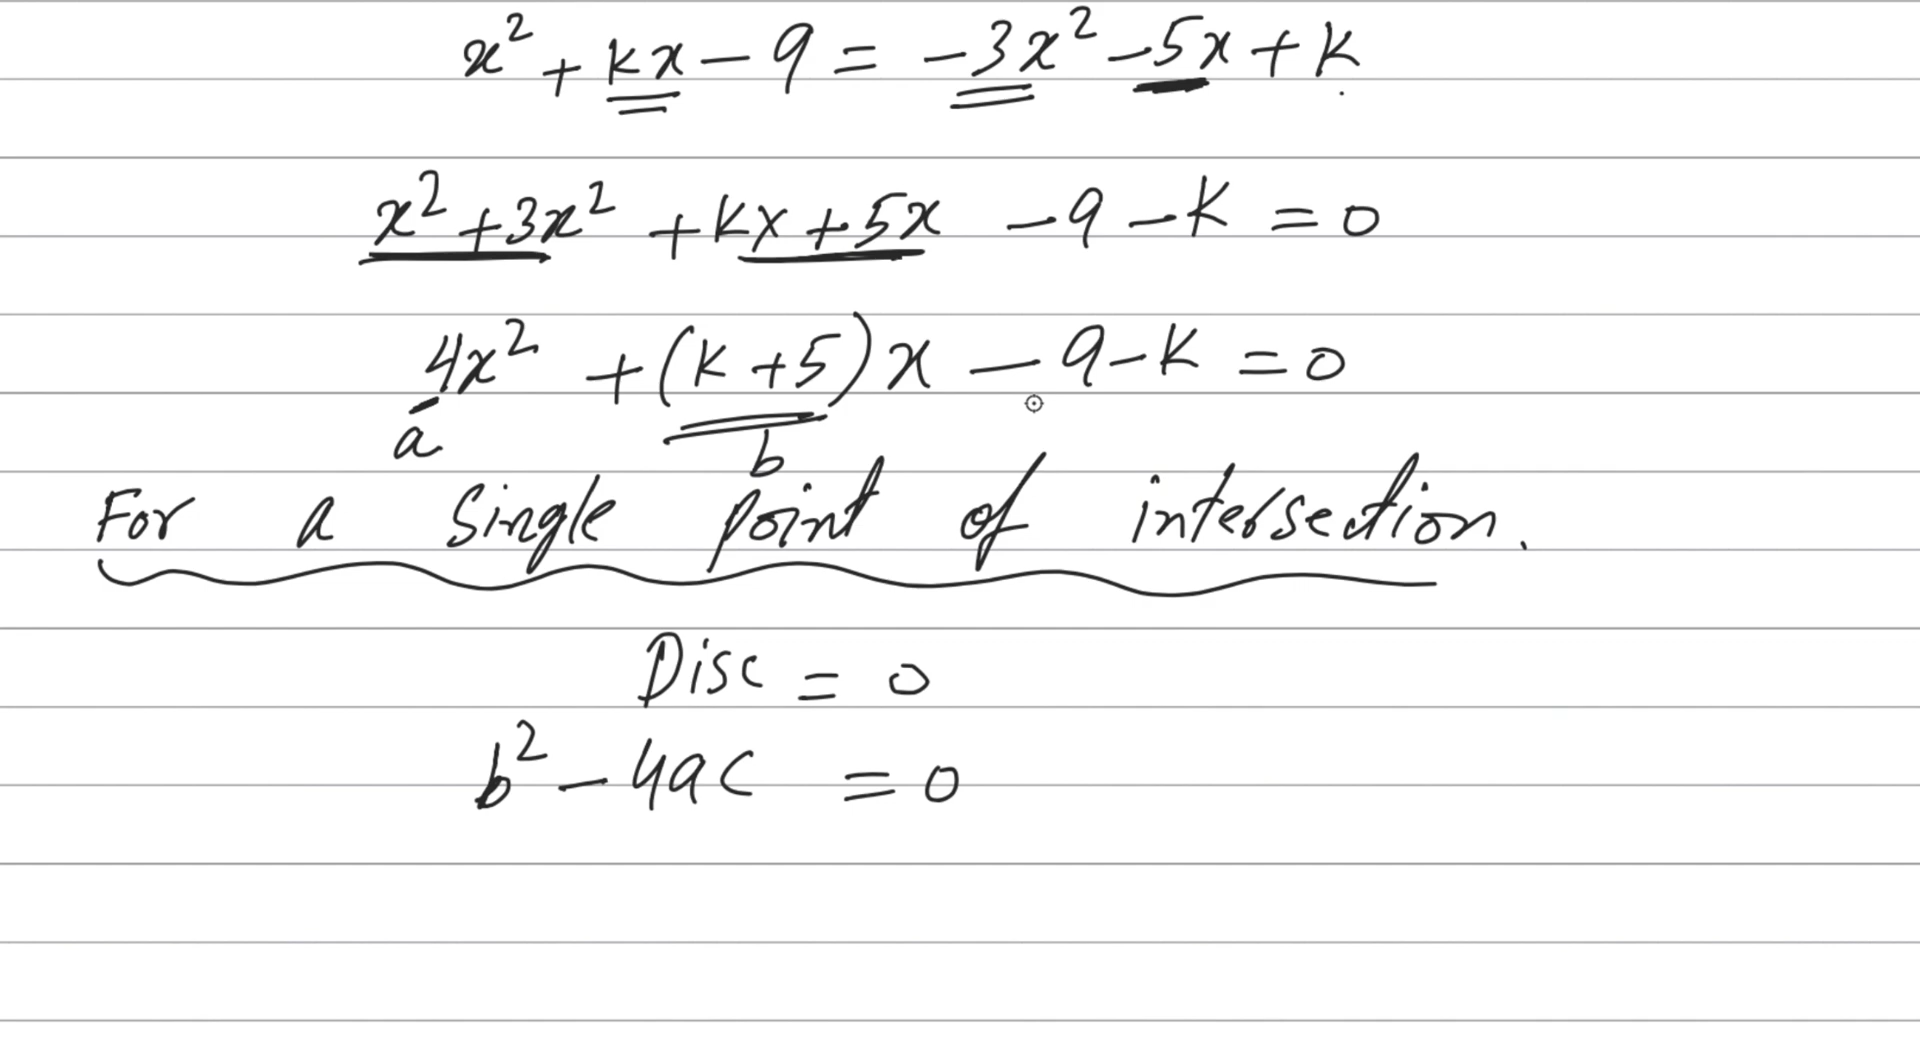 x² + kx - 9 = -3x² - 5x + k
x² + 3x² + kx + 5x - 9 - k = 0
4x² + (k + 5)x - 9 - k = 0
a b
For a single point of intersection.
Disc = 0
b² - 4ac = 0